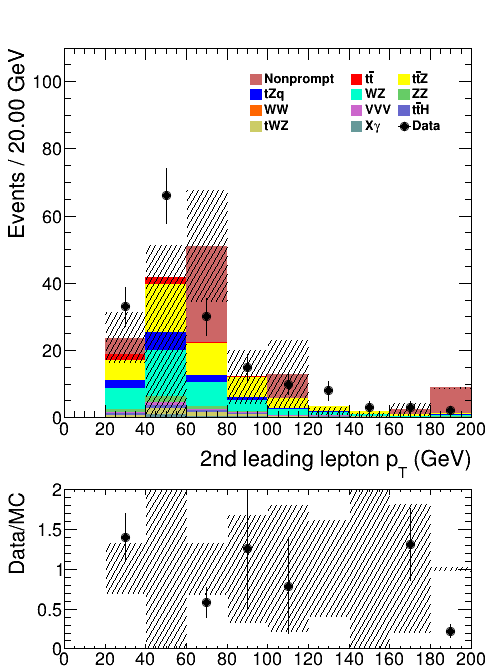 Events / 20.00 GeV
100
80
60
40
20
0
Nonprompt
tt̄
tt̄Z
tZq
WZ
ZZ
WW
VVV
tt̄H
tWZ
Xγ
Data
0 20 40 60 80 100 120 140 160 180 200
2nd leading lepton p_T (GeV)
Data/MC
2
1.5
1
0.5
0
0 20 40 60 80 100 120 140 160 180 200